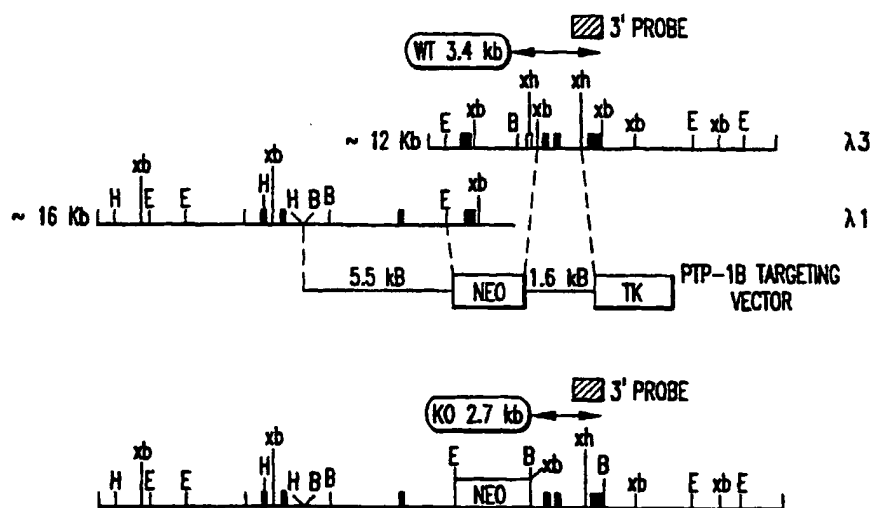 3' PROBE
WT 3.4 kb
xh xh
xb xb
E xb B xb E xb E
~ 12 Kb λ3
xb xb
H E E H H B B E xb
~ 16 Kb λ1
5.5 kB NEO 1.6 kB TK PTP-1B TARGETING
VECTOR
3' PROBE
KO 2.7 kb
xb xb xh
H E E H H B B E B xb B xb E xb E
NEO